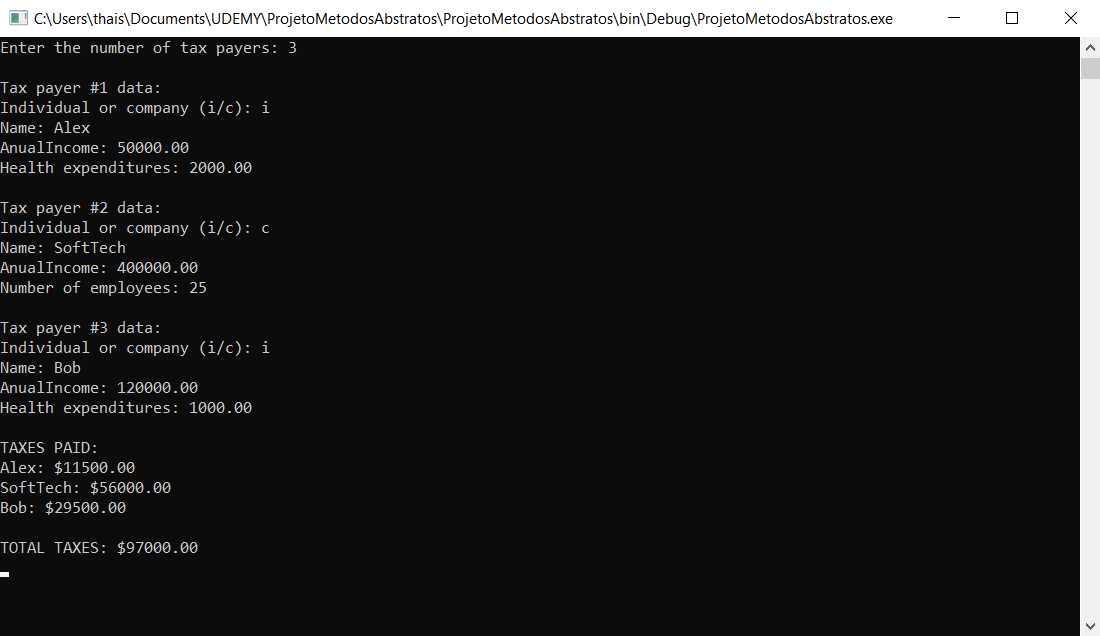 C:\Users\thais\Documents\UDEMY\ProjetoMetodosAbstratos\ProjetoMetodosAbstratos\bin\Debug\ProjetoMetodosAbstratos.exe
Enter the number of tax payers: 3
Tax payer #1 data:
Individual or company (i/c): i
Name: Alex
AnualIncome: 50000.00
Health expenditures: 2000.00
Tax payer #2 data:
Individual or company (i/c): c
Name: SoftTech
AnualIncome: 400000.00
Number of employees: 25
Tax payer #3 data:
Individual or company (i/c): i
Name: Bob
AnualIncome: 120000.00
Health expenditures: 1000.00
TAXES PAID:
Alex: $11500.00
SoftTech: $56000.00
Bob: $29500.00
TOTAL TAXES: $97000.00